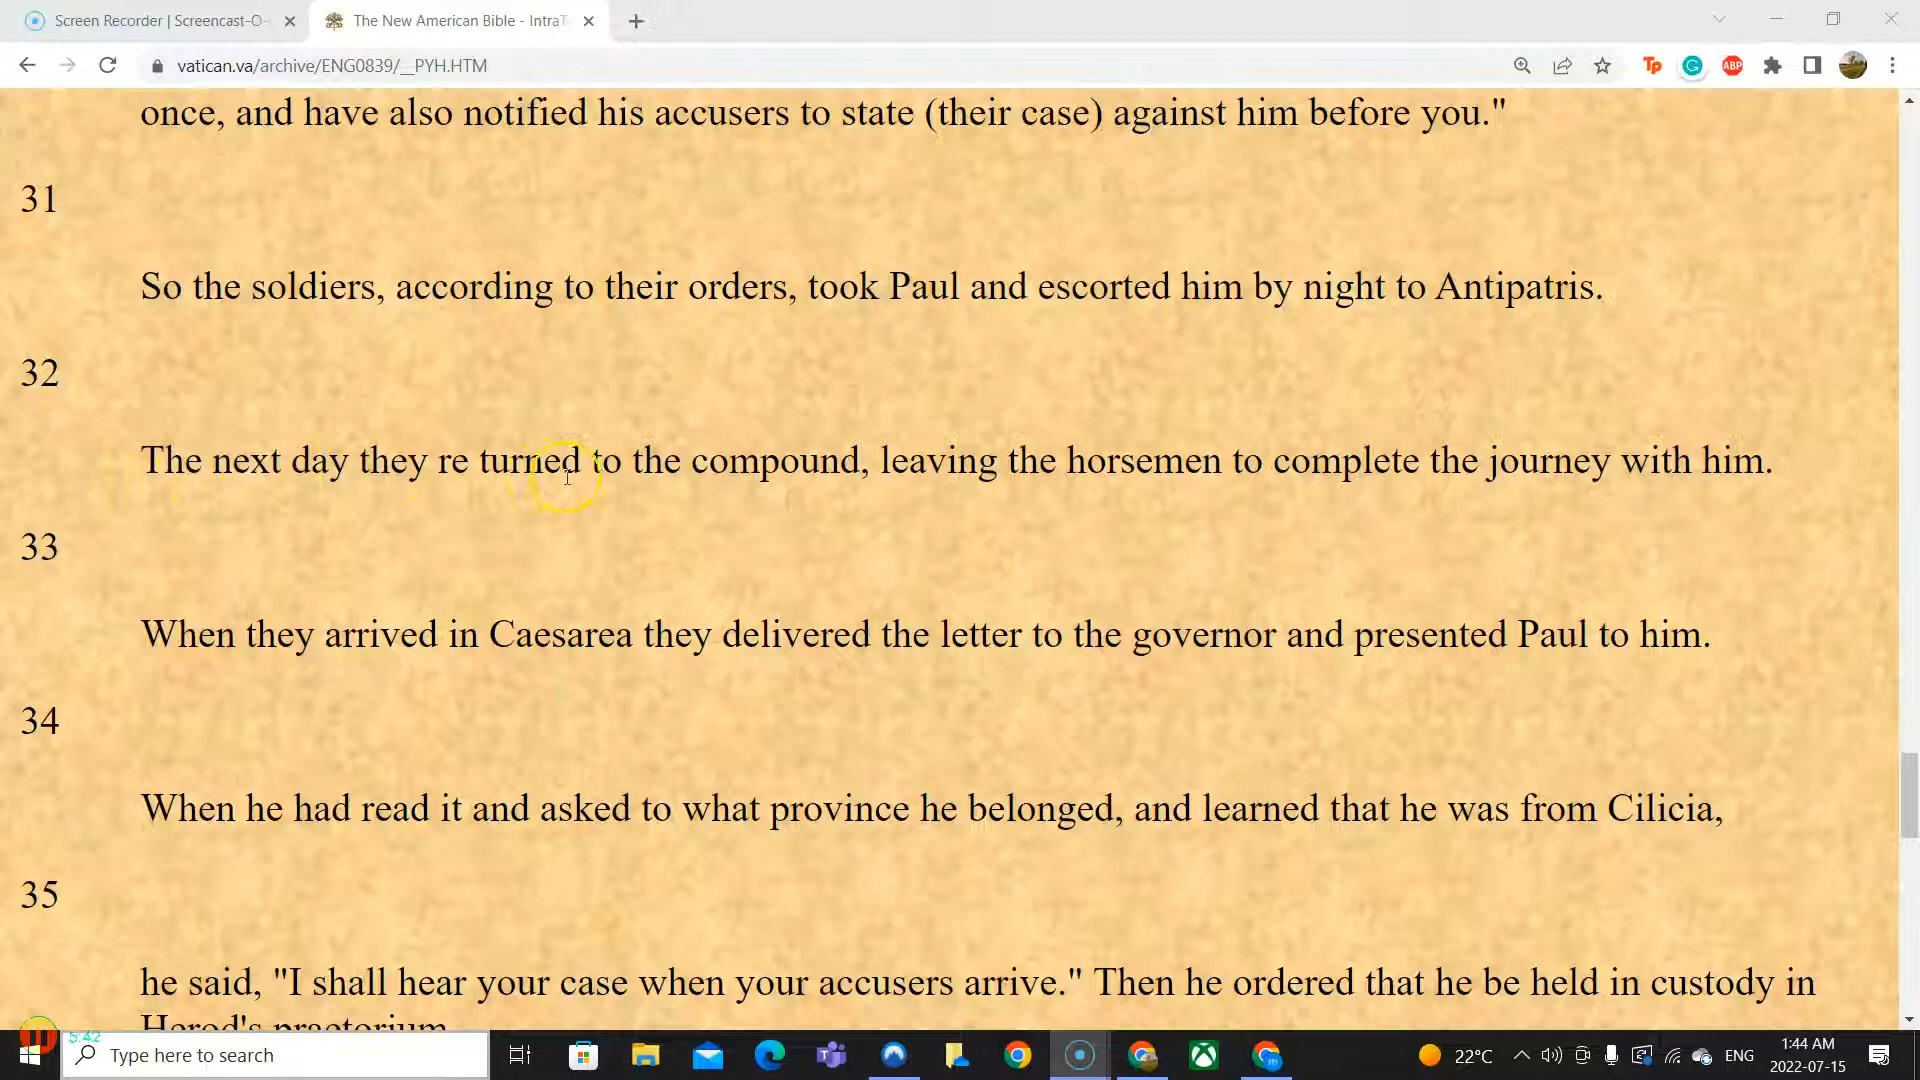 Screen Recorder | Screencast-O-
The New American Bible - IntraT
vatican.va/archive/ENG0839/__PYH.HTM
once, and have also notified his accusers to state (their case) against him before you."
31
So the soldiers, according to their orders, took Paul and escorted him by night to Antipatris.
32
The next day they re turned to the compound, leaving the horsemen to complete the journey with him.
33
When they arrived in Caesarea they delivered the letter to the governor and presented Paul to him.
34
When he had read it and asked to what province he belonged, and learned that he was from Cilicia,
35
he said, "I shall hear your case when your accusers arrive." Then he ordered that he be held in custody in
Herod's praetorium
5:42
Type here to search
22°C
ENG
1:44 AM
2022-07-15